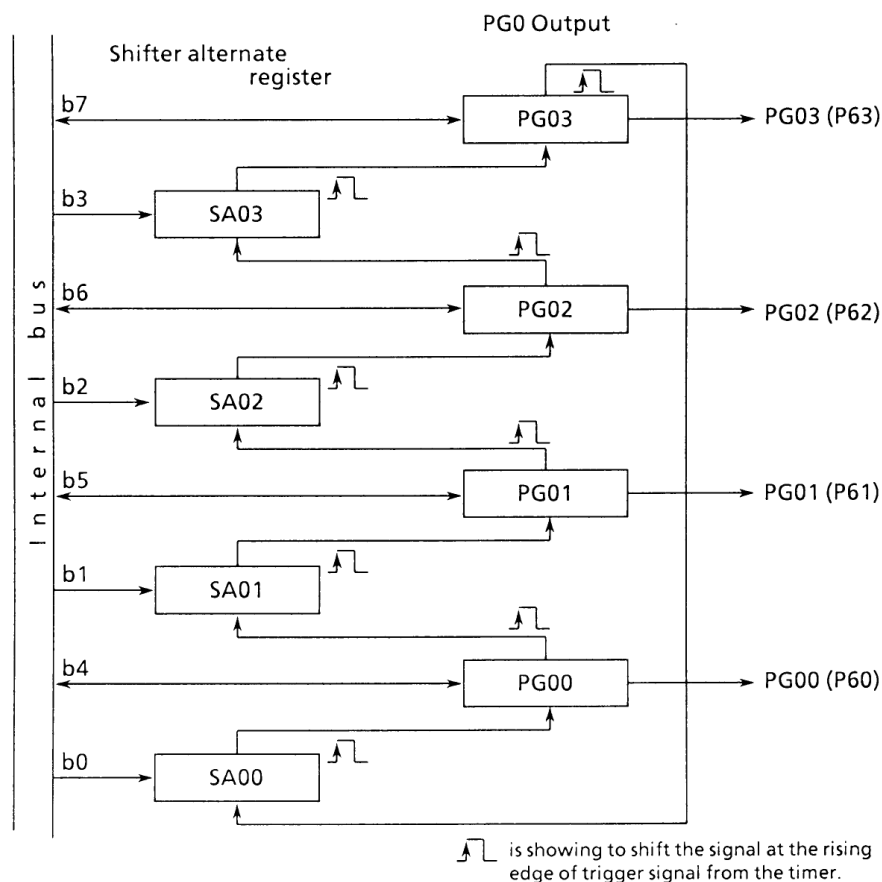 PG0 Output
Shifter alternate
register
b7
PG03
PG03 (P63)
b3
SA03
b6
PG02
PG02 (P62)
b2
SA02
b5
PG01
PG01 (P61)
b1
SA01
b4
PG00
PG00 (P60)
b0
SA00
Internal bus
is showing to shift the signal at the rising
edge of trigger signal from the timer.